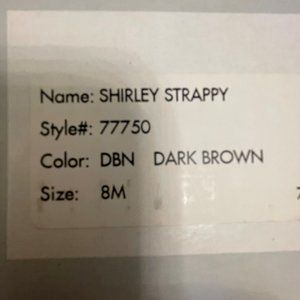 Name: SHIRLEY STRAPPY
Style#: 77750
Color: DBN DARK BROWN
Size: 8M